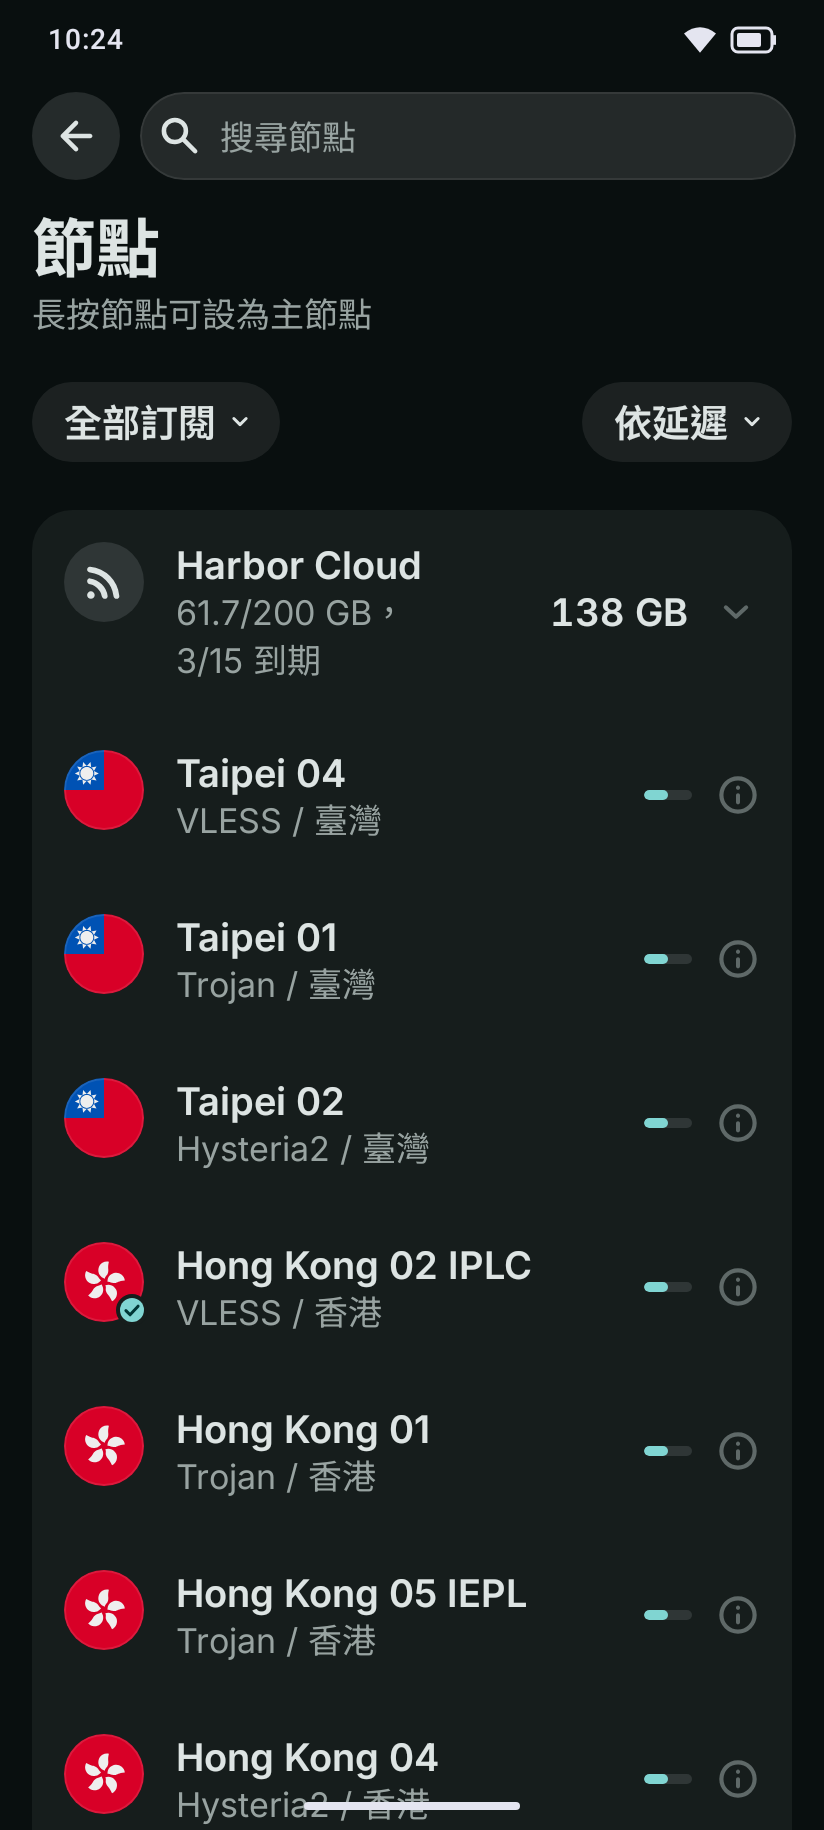 10:24
搜尋節點
節點
長按節點可設為主節點
全部訂閱
依延遲
Harbor Cloud
61.7/200 GB，
3/15 到期
138 GB
Taipei 04
VLESS / 臺灣
Taipei 01
Trojan / 臺灣
Taipei 02
Hysteria2 / 臺灣
Hong Kong 02 IPLC
VLESS / 香港
Hong Kong 01
Trojan / 香港
Hong Kong 05 IEPL
Trojan / 香港
Hong Kong 04
Hysteria2 / 香港